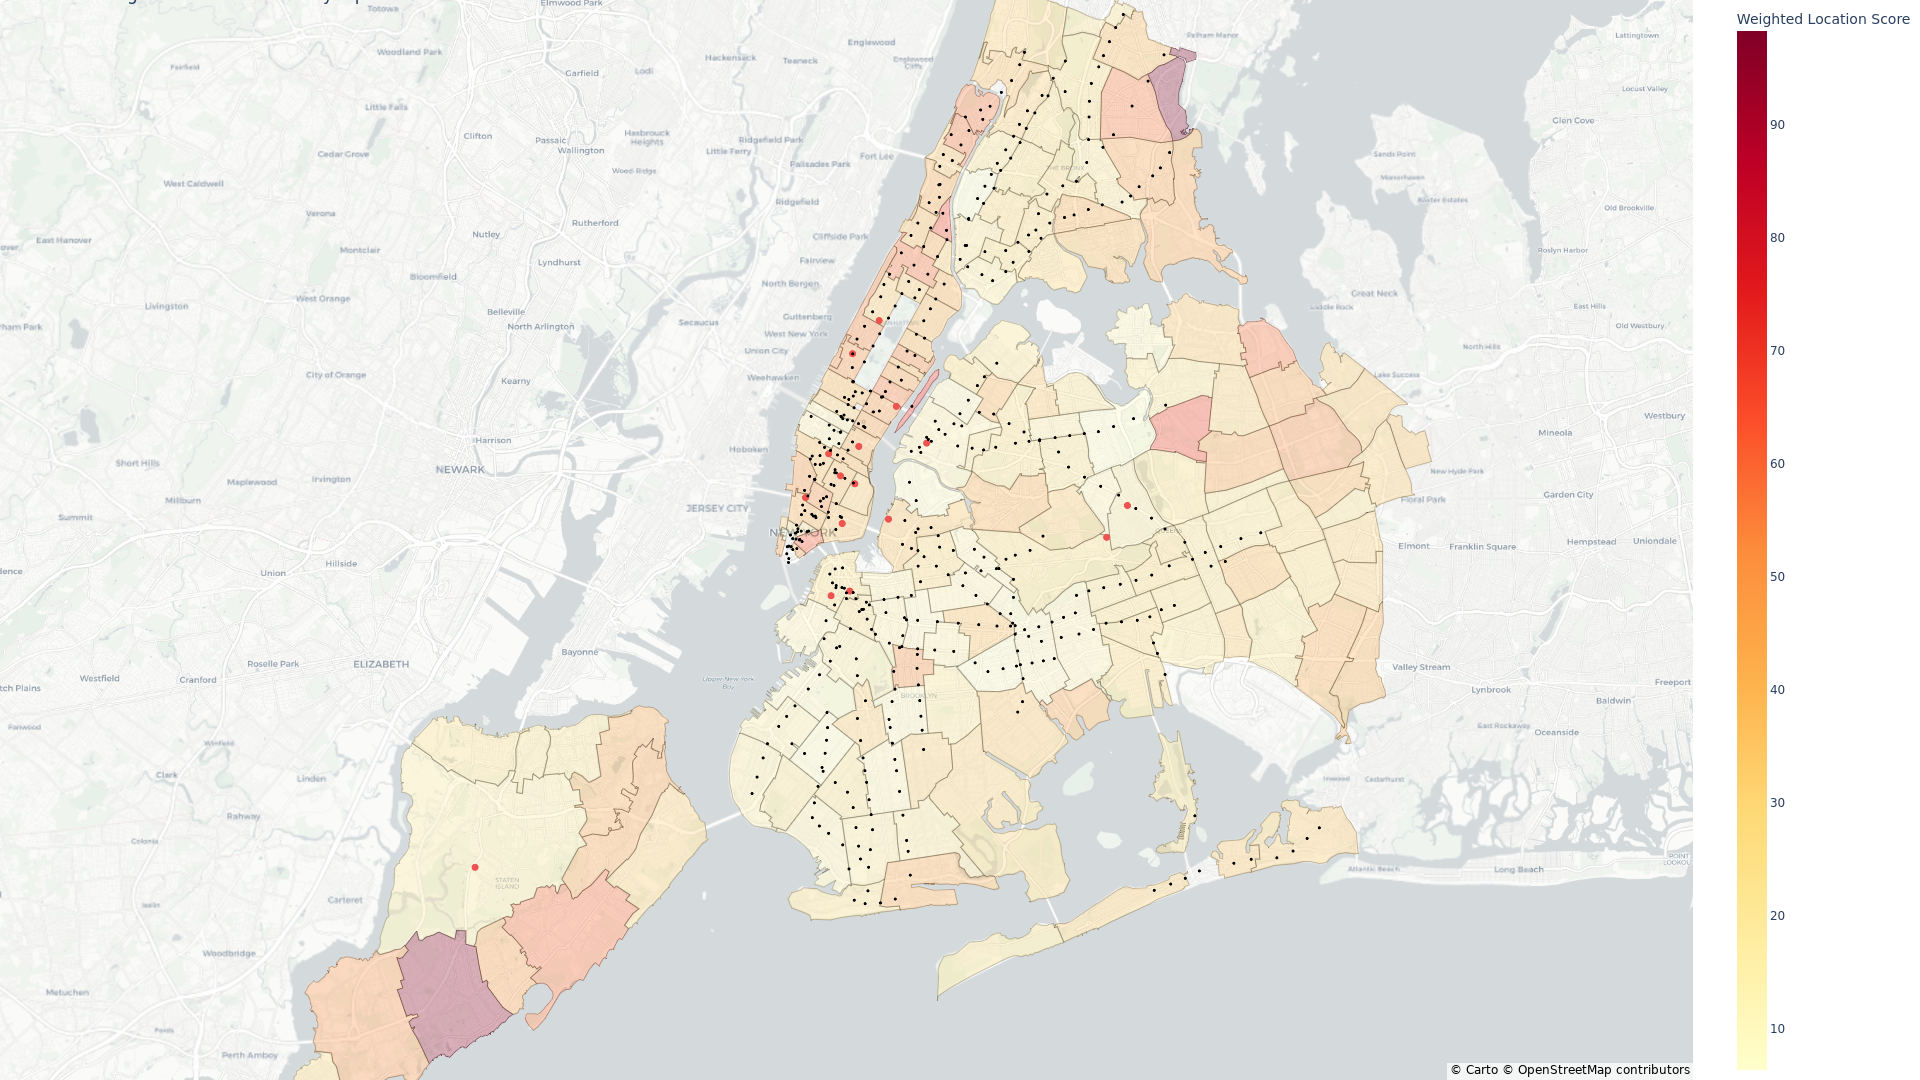 Weighted Location Score
90
80
70
60
50
40
30
20
10
Totowa
Elmwood Park
Woodland Park
Fairfield
Garfield
Lodi
Hackensack
Teaneck
Englewood
Englewood
Cliffs
Pelham Manor
Lattingtown
Locust Valley
Little Falls
Glen Cove
Clifton
Passaic
Wallington
Hasbrouck
Heights
Ridgefield Park
Little Ferry
Cedar Grove
Palisades Park
Fort Lee
Sands Point
Wood Ridge
Manorhaven
West Caldwell
THE BRONX
Baxter Estates
Verona
Ridgefield
Old Brookville
Rutherford
East Hanover
Nutley
Cliffside Park
Montclair
Roslyn Harbor
Lyndhurst
Fairview
Bloomfield
North Bergen
Great Neck
West Orange
Livingston
Belleville
Saddle Rock
East Hills
North Arlington
Secaucus
Guttenberg
West New York
Old Westbury
Union City
North Hills
City of Orange
Kearny
Weehawken
Lake Success
Westbury
Harrison
Hoboken
Mineola
Short Hills
NEWARK
New Hyde Park
Maplewood
Irvington
Millburn
Floral Park
Garden City
JERSEY CITY
Summit
NEW YORK
Elmont
Franklin Square
Hempstead
Uniondale
Hillside
Union
Bayonne
Roselle Park
ELIZABETH
Valley Stream
Westfield
Cranford
Upper New York
Bay
Lynbrook
Freeport
BROOKLYN
Baldwin
East Rockaway
Oceanside
Fanwood
Clark
Linden
Inwood
Cedarhurst
Rahway
Colonia
POINT
LOOKOUT
Atlantic Beach
Long Beach
STATEN
ISLAND
Carteret
Iselin
Woodbridge
Metuchen
Fords
Perth Amboy
© Carto © OpenStreetMap contributors